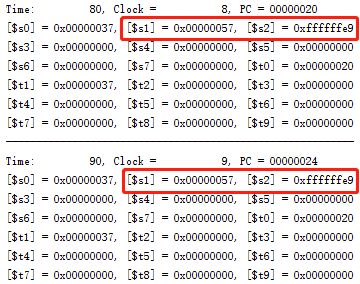 Time: 80, Clock = 8, PC = 00000020
[$s0] = 0x00000037, [$s1] = 0x00000057, [$s2] = 0xffffffe9
[$s3] = 0x00000000, [$s4] = 0x00000000, [$s5] = 0x00000000
[$s6] = 0x00000000, [$s7] = 0x00000000, [$t0] = 0x00000020
[$t1] = 0x00000037, [$t2] = 0x00000000, [$t3] = 0x00000000
[$t4] = 0x00000000, [$t5] = 0x00000000, [$t6] = 0x00000000
[$t7] = 0x00000000, [$t8] = 0x00000000, [$t9] = 0x00000000
Time: 90, Clock = 9, PC = 00000024
[$s0] = 0x00000037, [$s1] = 0x00000057, [$s2] = 0xffffffe9
[$s3] = 0x00000000, [$s4] = 0x00000000, [$s5] = 0x00000000
[$s6] = 0x00000000, [$s7] = 0x00000000, [$t0] = 0x00000020
[$t1] = 0x00000037, [$t2] = 0x00000000, [$t3] = 0x00000000
[$t4] = 0x00000000, [$t5] = 0x00000000, [$t6] = 0x00000000
[$t7] = 0x00000000, [$t8] = 0x00000000, [$t9] = 0x00000000